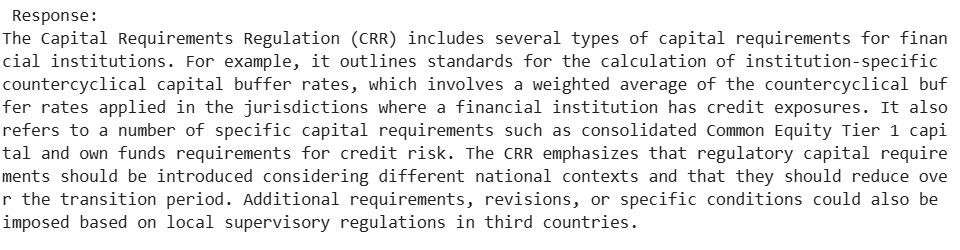 Response:
The Capital Requirements Regulation (CRR) includes several types of capital requirements for finan
cial institutions. For example, it outlines standards for the calculation of institution-specific
countercyclical capital buffer rates, which involves a weighted average of the countercyclical buf
fer rates applied in the jurisdictions where a financial institution has credit exposures. It also
refers to a number of specific capital requirements such as consolidated Common Equity Tier 1 capi
tal and own funds requirements for credit risk. The CRR emphasizes that regulatory capital require
ments should be introduced considering different national contexts and that they should reduce ove
r the transition period. Additional requirements, revisions, or specific conditions could also be
imposed based on local supervisory regulations in third countries.